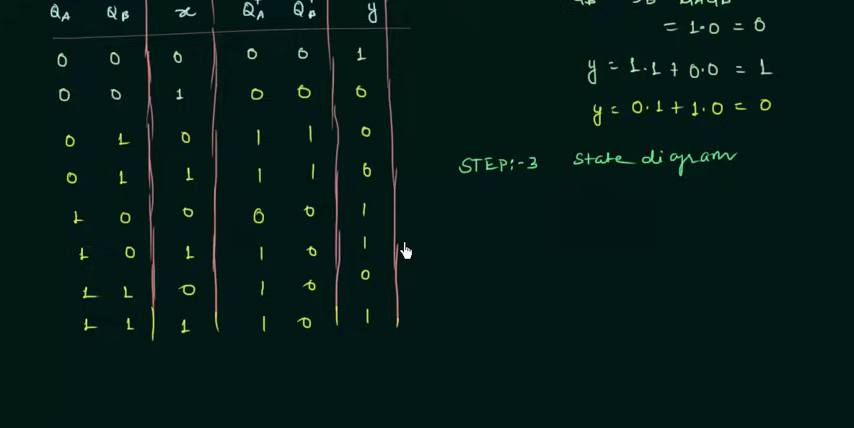 QA QB x QA+ QB+ y
0 0 0 0 0 1
0 0 1 0 0 0
0 1 0 1 1 0
0 1 1 1 1 0
1 0 0 0 0 1
1 0 1 1 0 1
1 1 0 1 0 0
1 1 1 1 0 1
= 1.0 = 0
y = 1.1 + 0.0 = 1
y = 0.1 + 1.0 = 0
STEP:-3 State diagram